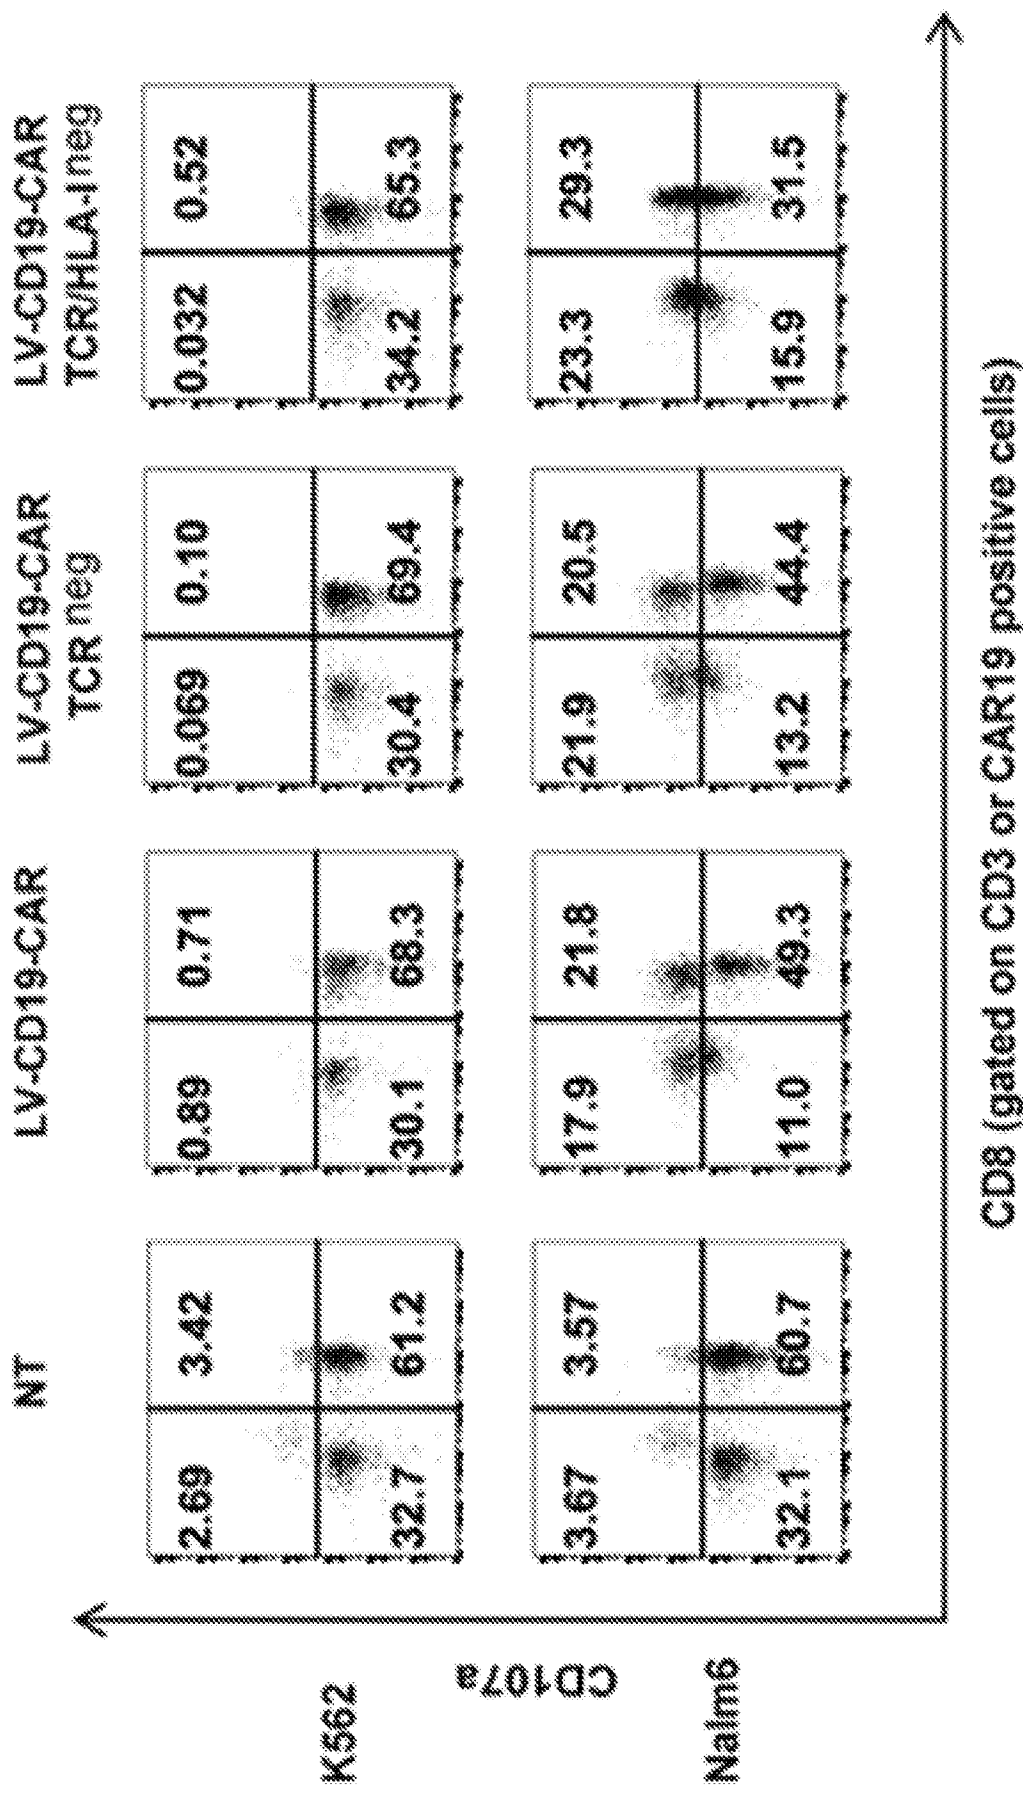 NT
LV-CD19-CAR
LV-CD19-CAR
TCR neg
LV-CD19-CAR
TCR/HLA-I neg
K562
2.69 3.42
32.7 61.2
0.89 0.71
30.1 68.3
0.069 0.10
30.4 69.4
0.032 0.52
34.2 65.3
CD107a
Nalm6
3.67 3.57
32.1 60.7
17.9 21.8
11.0 49.3
21.9 20.5
13.2 44.4
23.3 29.3
15.9 31.5
CD8 (gated on CD3 or CAR19 positive cells)